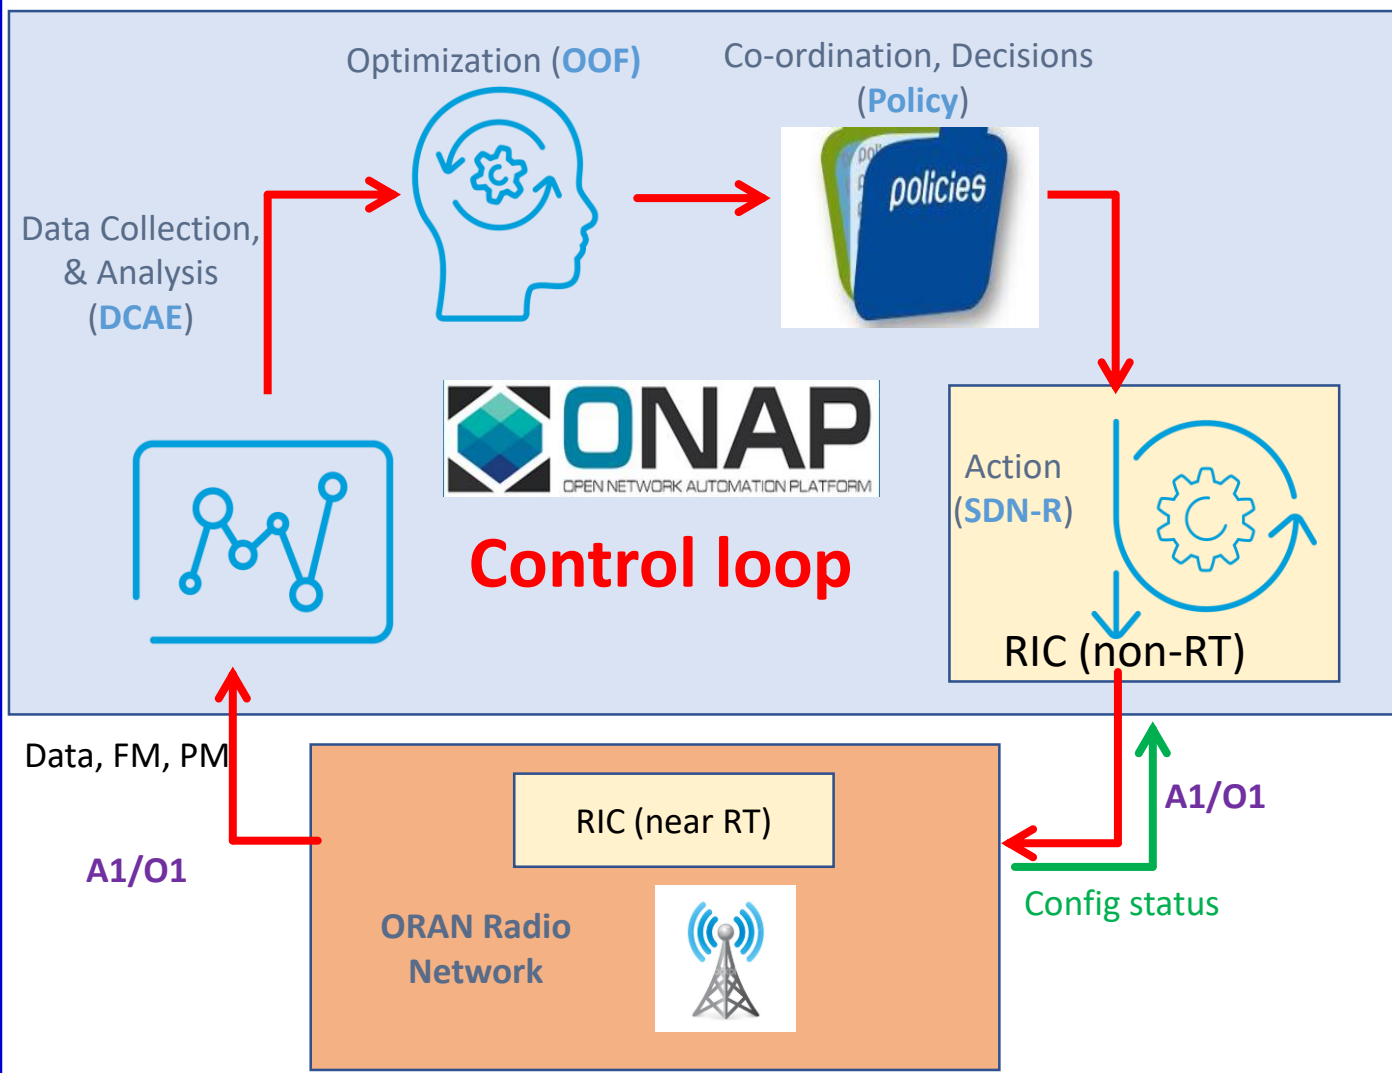 Optimization (OOF)
Co-ordination, Decisions
(Policy)
policies
Data Collection,
& Analysis
(DCAE)
ONAP
OPEN NETWORK AUTOMATION PLATFORM
Control loop
Action
(SDN-R)
RIC (non-RT)
Data, FM, PM
A1/O1
RIC (near RT)
ORAN Radio
Network
A1/O1
Config status